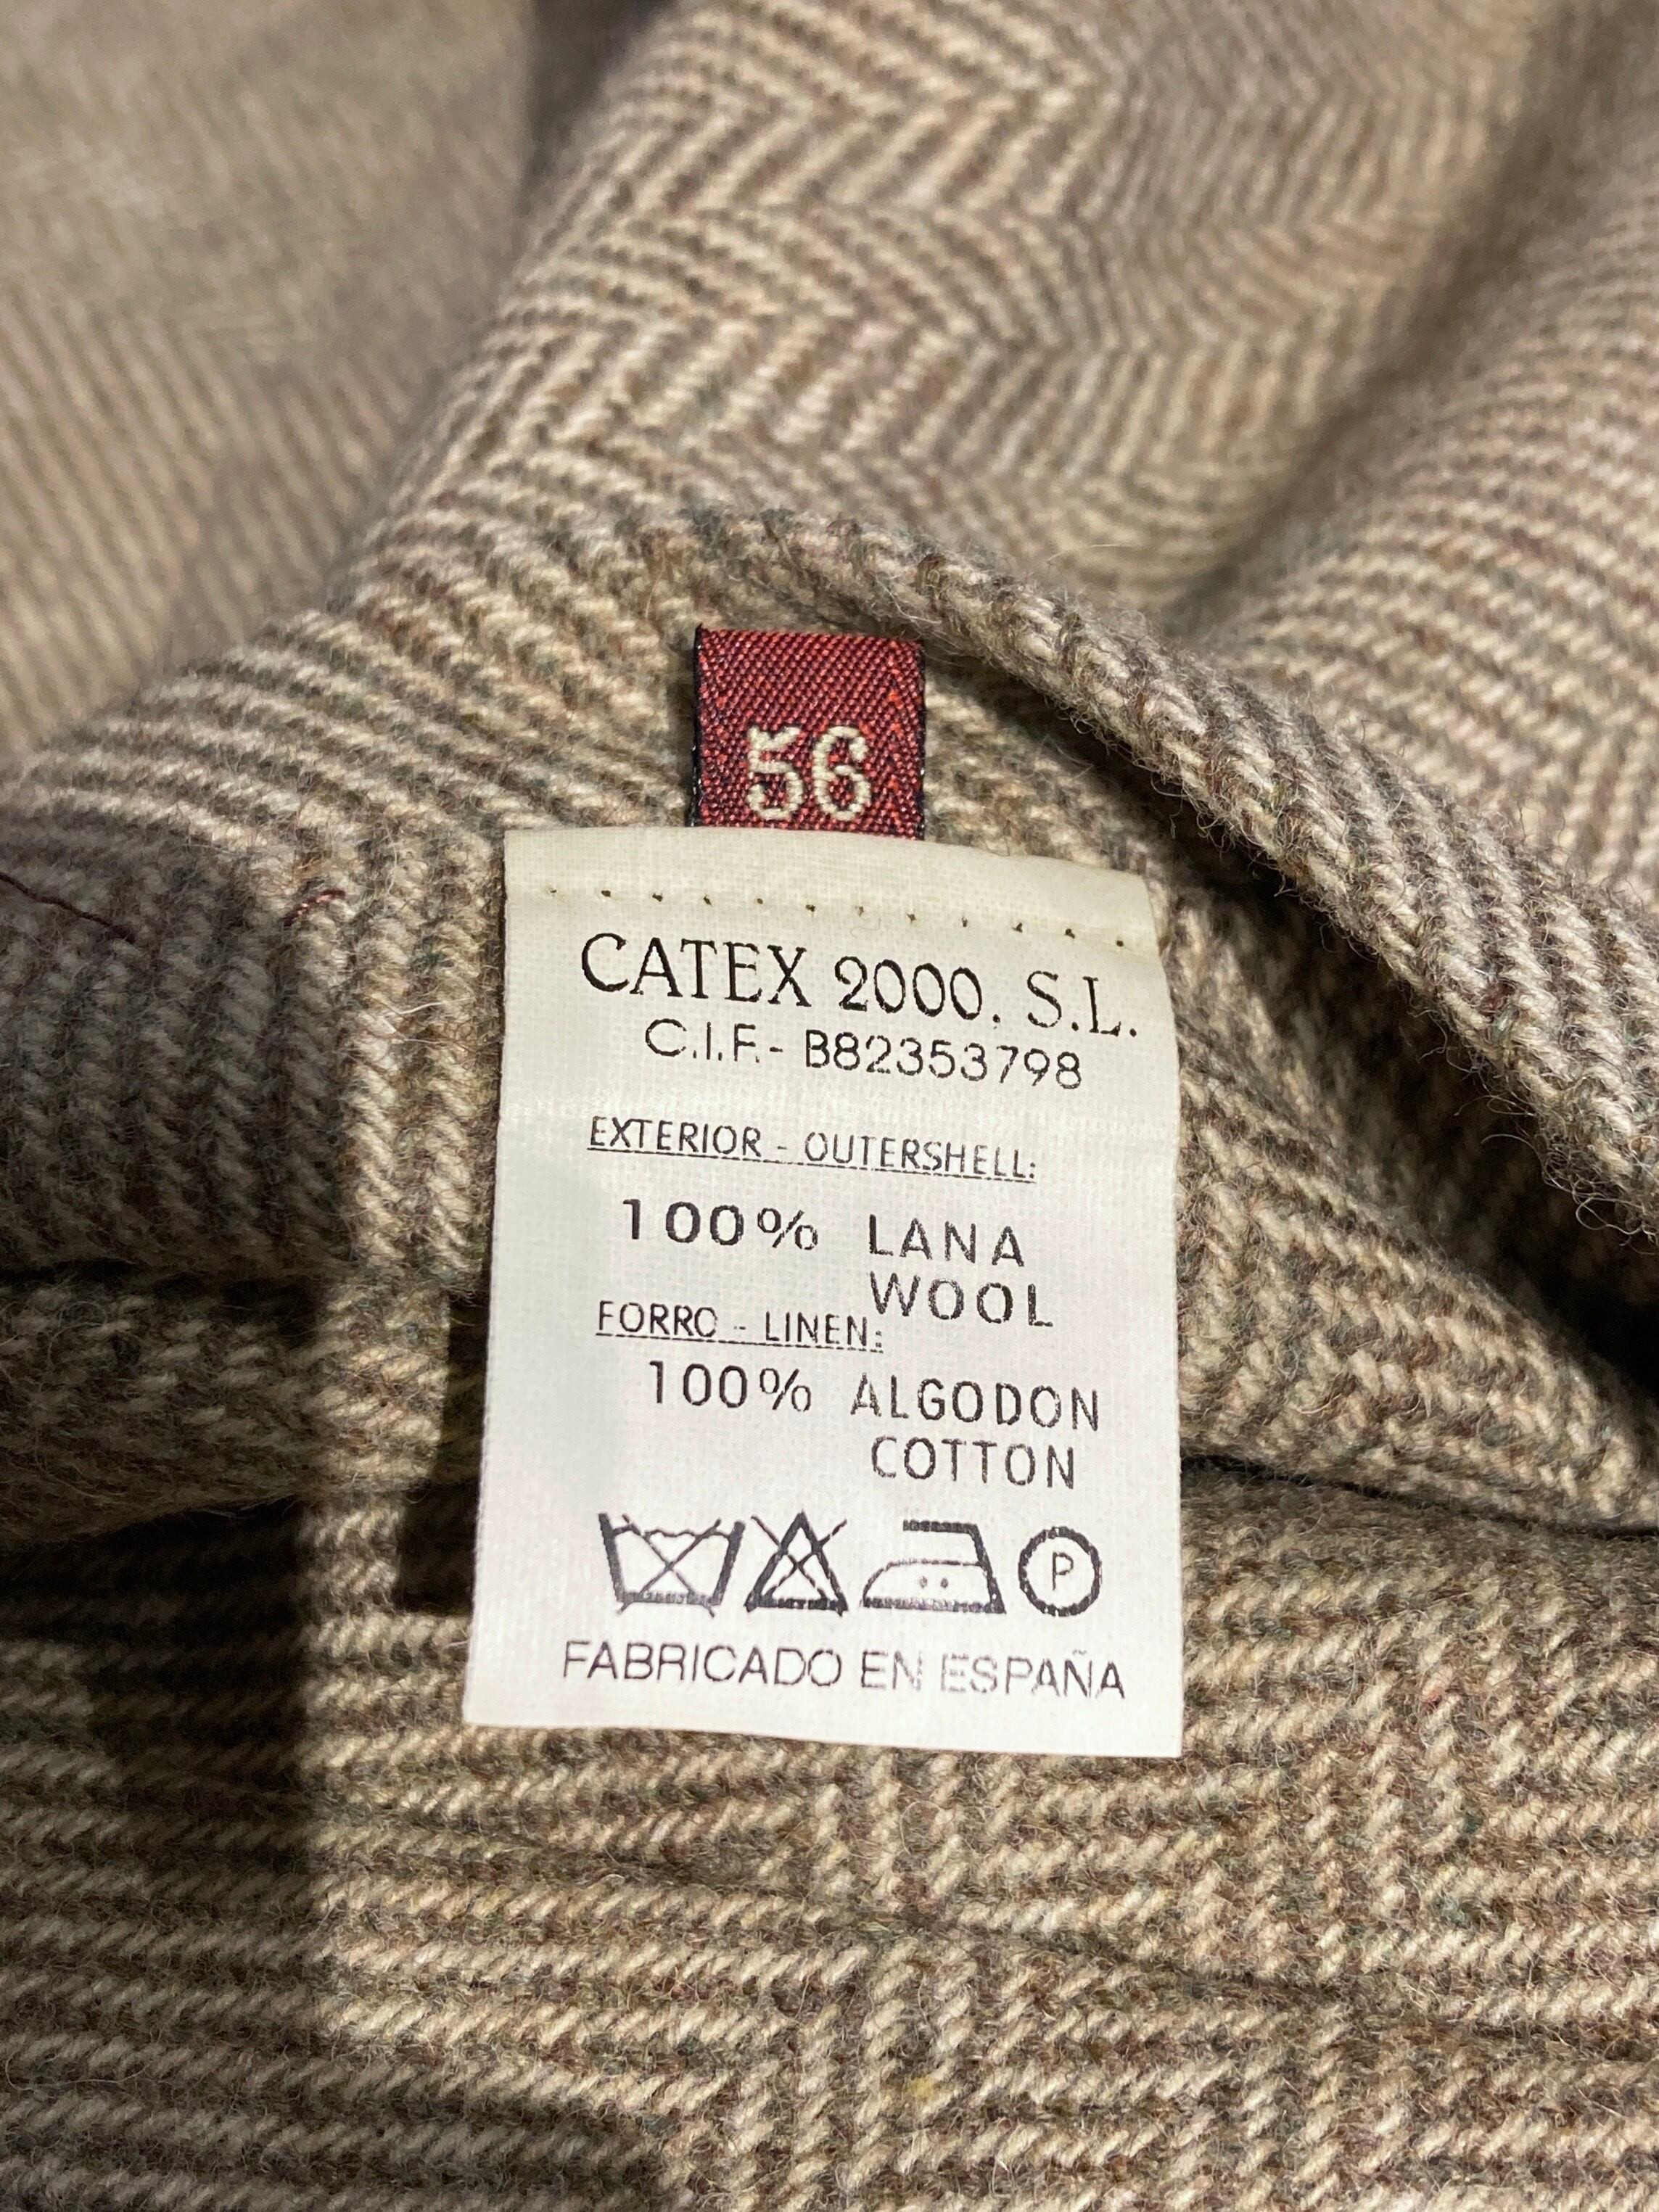 56
CATEX 2000. S.L.
C.I.F.- B82353798
EXTERIOR - OUTERSHELL:
100% LANA
WOOL
FORRO - LINEN:
100% ALGODON
COTTON
P
FABRICADO EN ESPAÑA